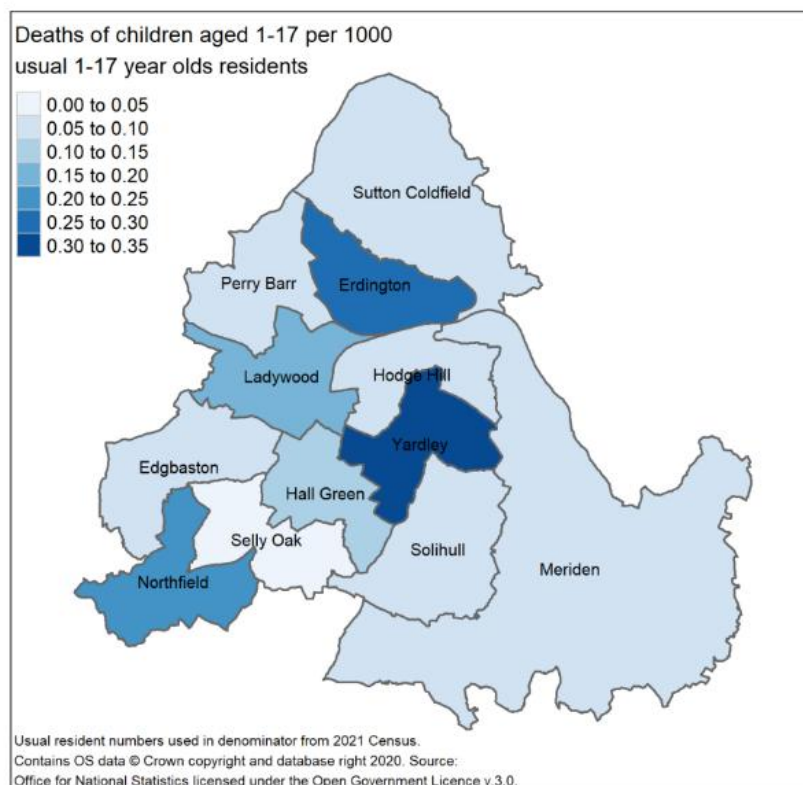 Deaths of children aged 1-17 per 1000
usual 1-17 year olds residents
0.00 to 0.05
0.05 to 0.10
0.10 to 0.15
0.15 to 0.20
0.20 to 0.25
0.25 to 0.30
0.30 to 0.35
Sutton Coldfield
Perry Barr
Erdington
Ladywood
Hodge Hill
Yardley
Edgbaston
Hall Green
Selly Oak
Solihull
Northfield
Meriden
Usual resident numbers used in denominator from 2021 Census.
Contains OS data © Crown copyright and database right 2020. Source:
Office for National Statistics licensed under the Open Government Licence v.3.0.